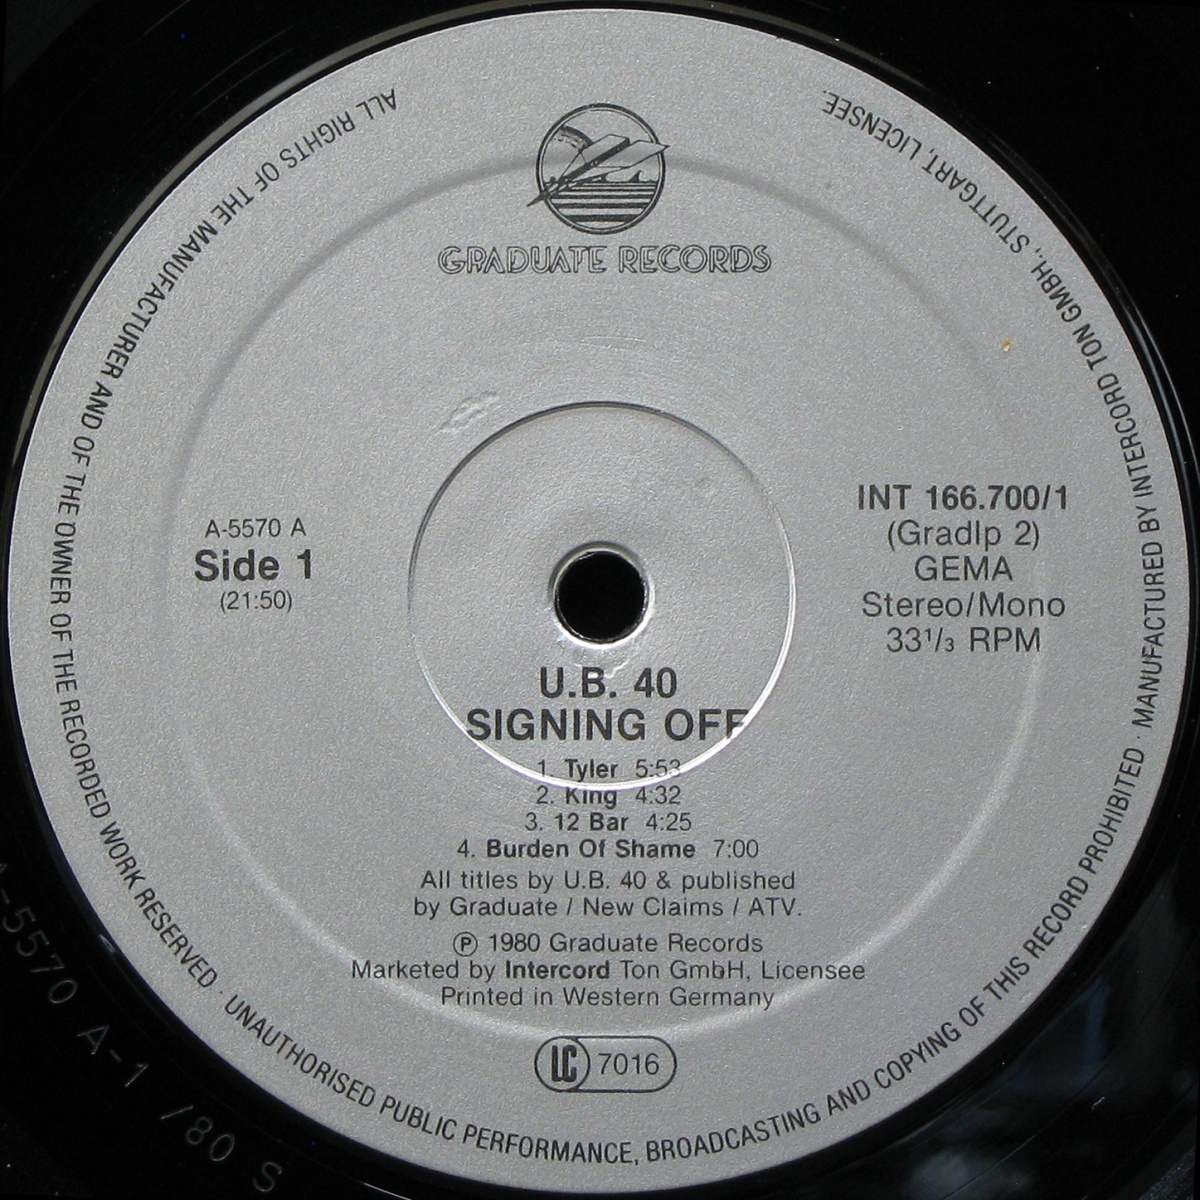 GRADUATE RECORDS
A-5570 A
Side 1
(21:50)
INT 166.700/1
(Gradlp 2)
GEMA
Stereo/Mono
33⅓ RPM
U.B. 40
SIGNING OFF
1. Tyler 5:53
2. King 4:32
3. 12 Bar 4:25
4. Burden Of Shame 7:00
All titles by U.B. 40 & published
by Graduate / New Claims / ATV.
Ⓟ 1980 Graduate Records
Marketed by Intercord Ton GmbH, Licensee
Printed in Western Germany
LC 7016
ALL RIGHTS OF THE MANUFACTURER AND OF THE OWNER OF THE RECORDED WORK RESERVED · UNAUTHORISED PUBLIC PERFORMANCE, BROADCASTING AND COPYING OF THIS RECORD PROHIBITED · MANUFACTURED BY INTERCORD TON GMBH., STUTTGART, LICENSEE.
A-5570 A-1 /80 S